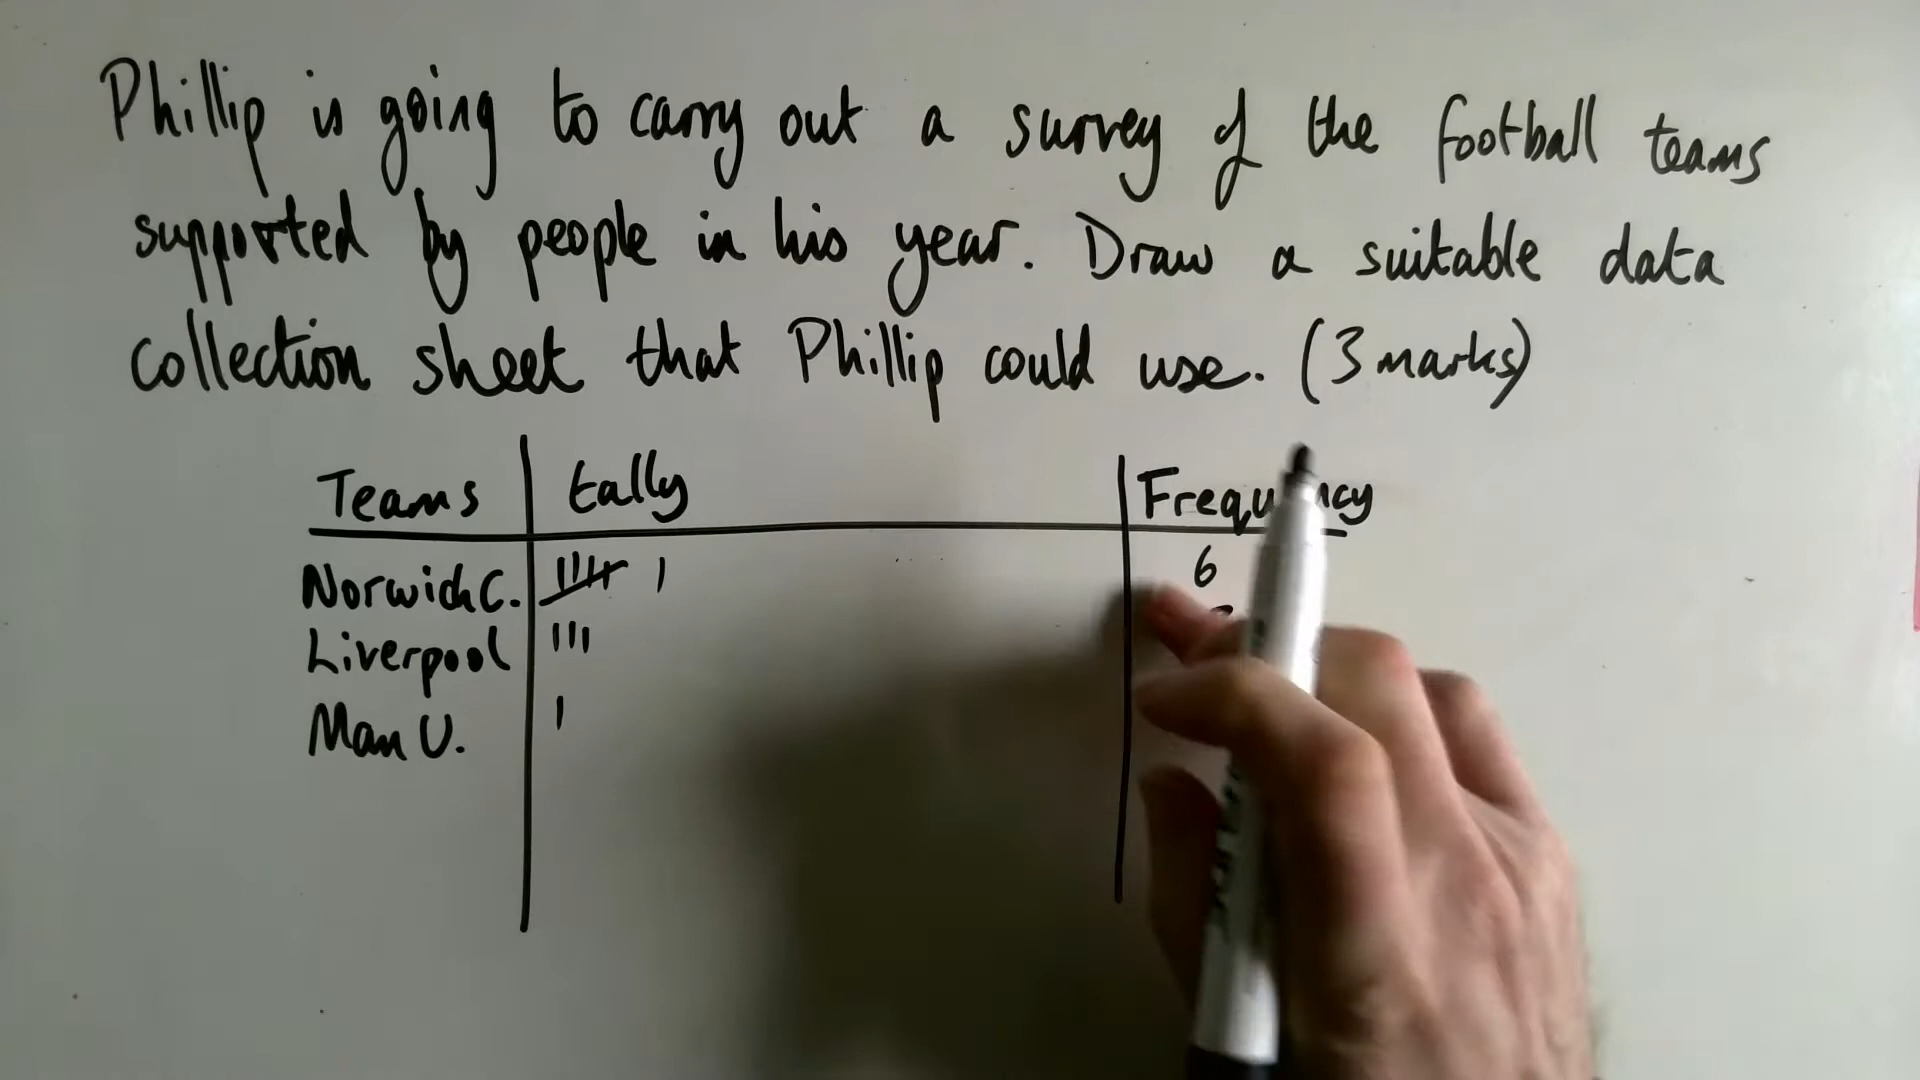 Phillip is going to carry out a survey of the football teams
supported by people in his year. Draw a suitable data
collection sheet that Phillip could use. (3 marks)
Teams tally
Norwich C. 6
Liverpool
Man U.